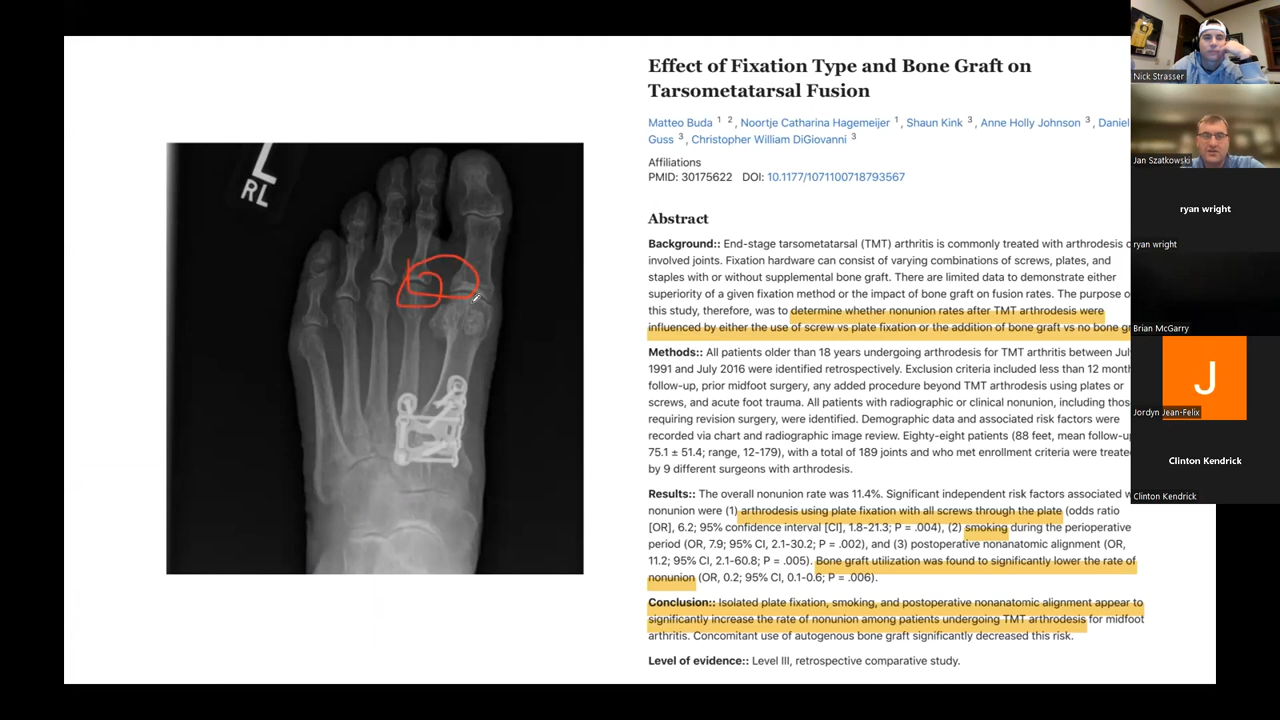 L
RL
Effect of Fixation Type and Bone Graft on
Tarsometatarsal Fusion
Matteo Buda 1 2, Noortje Catharina Hagemeijer 1, Shaun Kink 3, Anne Holly Johnson 3, Daniel
Guss 3, Christopher William DiGiovanni 3
Affiliations
PMID: 30175622 DOI: 10.1177/1071100718793567
Abstract
Background:: End-stage tarsometatarsal (TMT) arthritis is commonly treated with arthrodesis o
involved joints. Fixation hardware can consist of varying combinations of screws, plates, and
staples with or without supplemental bone graft. There are limited data to demonstrate either
superiority of a given fixation method or the impact of bone graft on fusion rates. The purpose o
this study, therefore, was to determine whether nonunion rates after TMT arthrodesis were
influenced by either the use of screw vs plate fixation or the addition of bone graft vs no bone gr
Methods:: All patients older than 18 years undergoing arthrodesis for TMT arthritis between Jul
1991 and July 2016 were identified retrospectively. Exclusion criteria included less than 12 month
follow-up, prior midfoot surgery, any added procedure beyond TMT arthrodesis using plates or
screws, and acute foot trauma. All patients with radiographic or clinical nonunion, including thos
requiring revision surgery, were identified. Demographic data and associated risk factors were
recorded via chart and radiographic image review. Eighty-eight patients (88 feet, mean follow-up
75.1 ± 51.4; range, 12-179), with a total of 189 joints and who met enrollment criteria were treate
by 9 different surgeons with arthrodesis.
Results:: The overall nonunion rate was 11.4%. Significant independent risk factors associated w
nonunion were (1) arthrodesis using plate fixation with all screws through the plate (odds ratio
[OR], 6.2; 95% confidence interval [CI], 1.8-21.3; P = .004), (2) smoking during the perioperative
period (OR, 7.9; 95% CI, 2.1-30.2; P = .002), and (3) postoperative nonanatomic alignment (OR,
11.2; 95% CI, 2.1-60.8; P = .005). Bone graft utilization was found to significantly lower the rate of
nonunion (OR, 0.2; 95% CI, 0.1-0.6; P = .006).
Conclusion:: Isolated plate fixation, smoking, and postoperative nonanatomic alignment appear to
significantly increase the rate of nonunion among patients undergoing TMT arthrodesis for midfoot
arthritis. Concomitant use of autogenous bone graft significantly decreased this risk.
Level of evidence:: Level III, retrospective comparative study.
Nick Strasser
Jan Szatkowski
ryan wright
ryan wright
Brian McGarry
J
Jordyn Jean-Felix
Clinton Kendrick
Clinton Kendrick